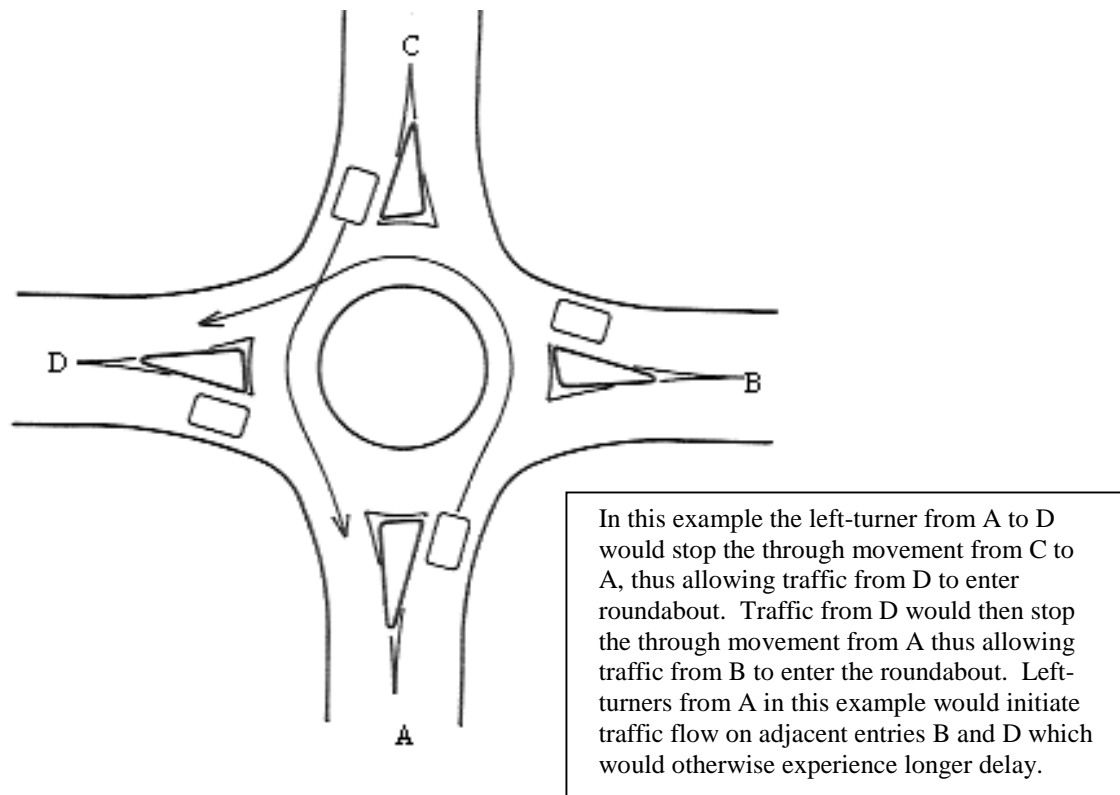 C
D
B
A
In this example the left-turner from A to D
would stop the through movement from C to
A, thus allowing traffic from D to enter
roundabout.  Traffic from D would then stop
the through movement from A thus allowing
traffic from B to enter the roundabout.  Left-
turners from A in this example would initiate
traffic flow on adjacent entries B and D which
would otherwise experience longer delay.